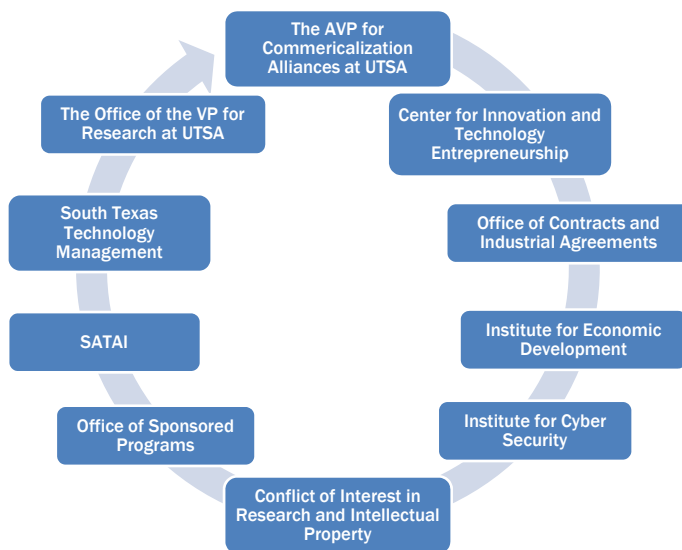 The AVP for
Commericalization
Alliances at UTSA
Center for Innovation and
Technology
Entrepreneurship
Office of Contracts and
Industrial Agreements
Institute for Economic
Development
Institute for Cyber
Security
Conflict of Interest in
Research and Intellectual
Property
Office of Sponsored
Programs
SATAI
South Texas
Technology
Management
The Office of the VP for
Research at UTSA